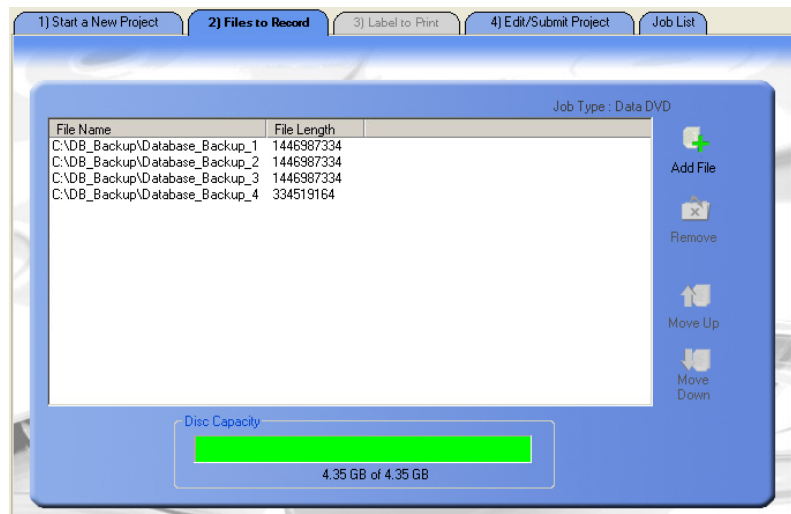 1) Start a New Project 2) Files to Record 3) Label to Print 4) Edit/Submit Project Job List
Job Type : Data DVD
File Name File Length
C:\DB_Backup\Database_Backup_1 1446987334
C:\DB_Backup\Database_Backup_2 1446987334
C:\DB_Backup\Database_Backup_3 1446987334
C:\DB_Backup\Database_Backup_4 334519164
Add File
Remove
Move Up
Move
Down
Disc Capacity
4.35 GB of 4.35 GB